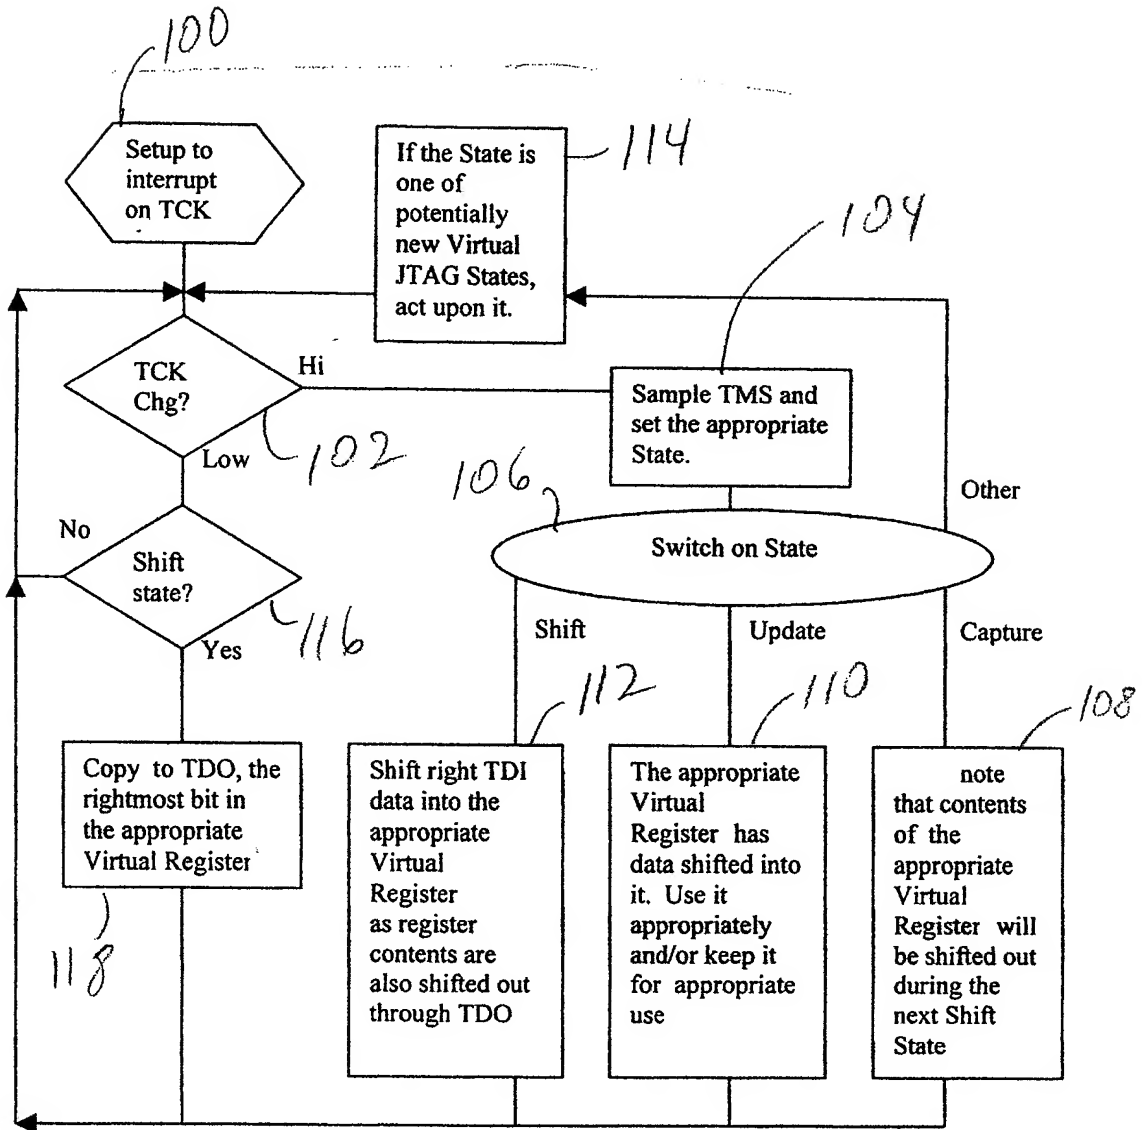 100
Setup to
interrupt
on TCK
If the State is
one of
potentially
new Virtual
JTAG States,
act upon it.
114
104
TCK
Chg?
Hi
Low
102
Sample TMS and
set the appropriate
State.
106
Other
No
Shift
state?
Yes
116
Switch on State
Shift
Update
Capture
112
110
108
Copy to TDO, the
rightmost bit in
the appropriate
Virtual Register
118
Shift right TDI
data into the
appropriate
Virtual
Register
as register
contents are
also shifted out
through TDO
The appropriate
Virtual
Register has
data shifted into
it. Use it
appropriately
and/or keep it
for appropriate
use
note
that contents
of the
appropriate
Virtual
Register will
be shifted out
during the
next Shift
State